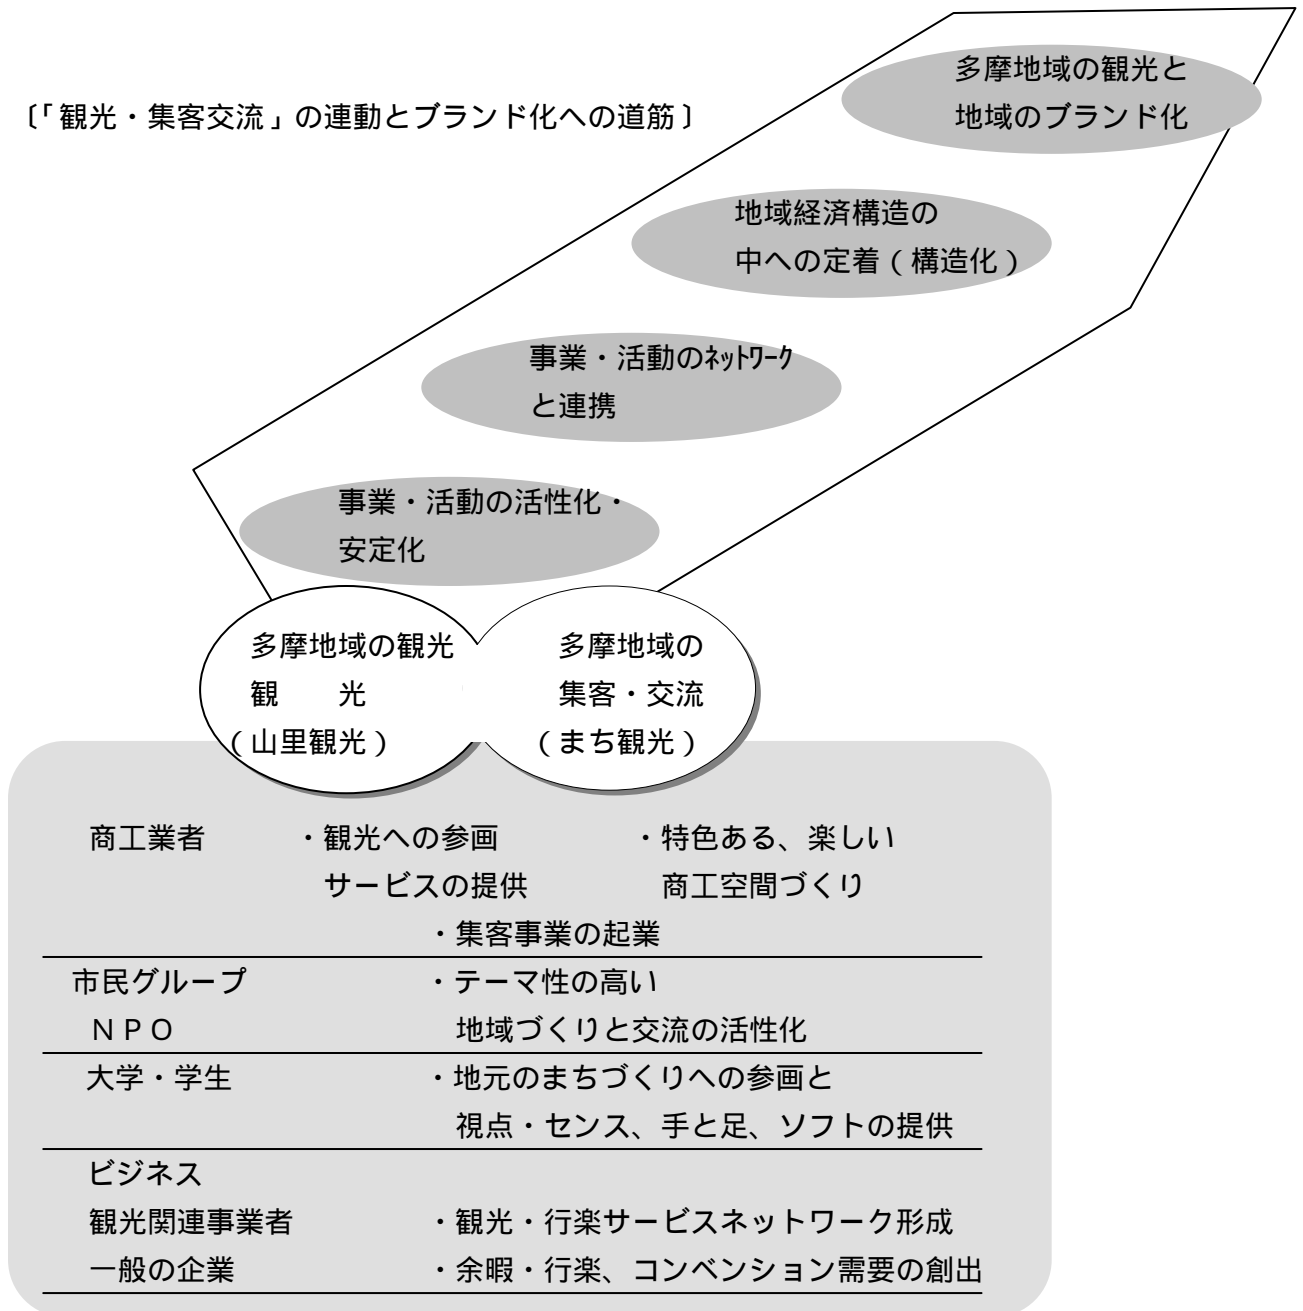 多摩地域の観光と
地域のブランド化
〔「観光・集客交流」の連動とブランド化への道筋〕
地域経済構造の
中への定着(構造化)
事業・活動のﾈｯﾄﾜｰｸ
と連携
事業・活動の活性化・
安定化
多摩地域の観光
観　　光
(山里観光)
多摩地域の
集客・交流
(まち観光)
商工業者　・観光への参画　・特色ある、楽しい
サービスの提供　商工空間づくり
・集客事業の起業
市民グループ　・テーマ性の高い
ＮＰＯ　地域づくりと交流の活性化
大学・学生　・地元のまちづくりへの参画と
視点・センス、手と足、ソフトの提供
ビジネス
観光関連事業者　・観光・行楽サービスネットワーク形成
一般の企業　・余暇・行楽、コンベンション需要の創出